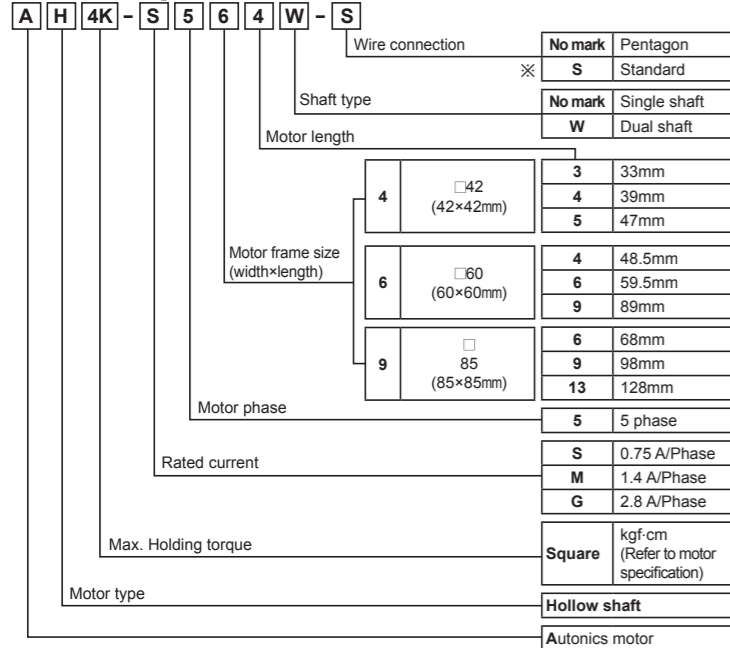 A H 4K - S 5 6 4 W - S
Wire connection
No mark Pentagon
※ S Standard
Shaft type
No mark Single shaft
W Dual shaft
Motor length
3 33mm
4 □42 4 39mm
(42×42mm)
5 47mm
Motor frame size
(width×length)
4 48.5mm
6 □60 6 59.5mm
(60×60mm)
9 89mm
□ 6 68mm
9 85 9 98mm
(85×85mm) 13 128mm
Motor phase
5 5 phase
S 0.75 A/Phase
Rated current
M 1.4 A/Phase
G 2.8 A/Phase
Max. Holding torque
Square kgf·cm
(Refer to motor
specification)
Motor type
Hollow shaft
Autonics motor